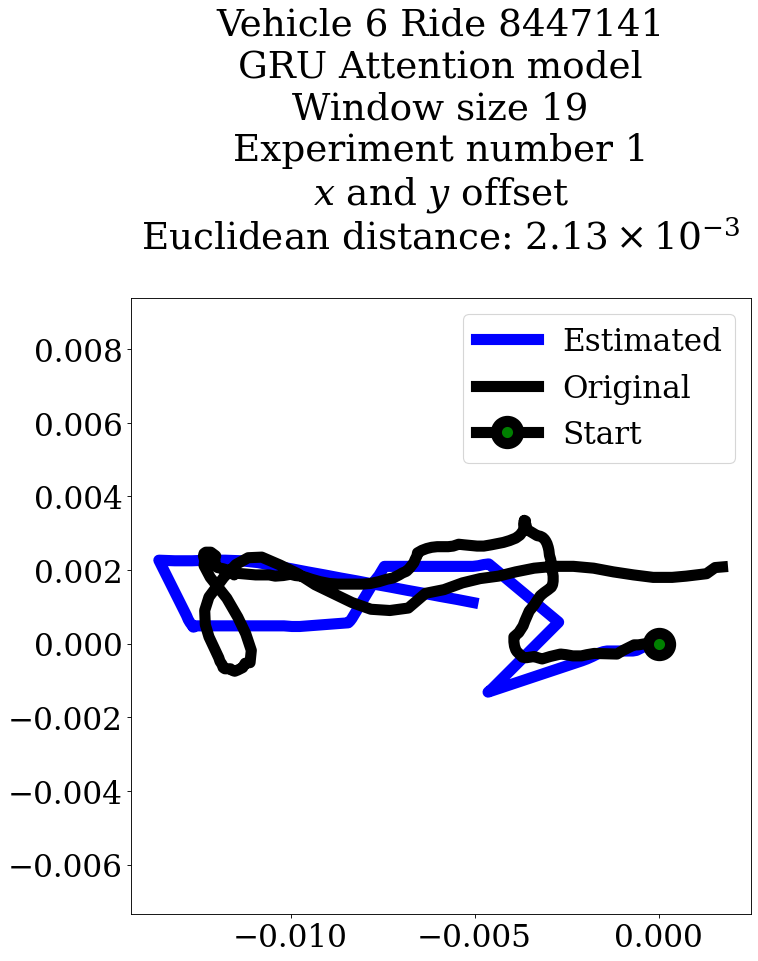 Vehicle 6 Ride 8447141
GRU Attention model
Window size 19
Experiment number 1
x and y offset
Euclidean distance: 2.13 × 10⁻³
Estimated
Original
Start
0.008
0.006
0.004
0.002
0.000
−0.002
−0.004
−0.006
−0.010 −0.005 0.000